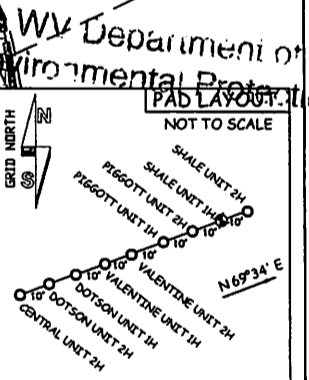 WV Department of
Environmental Protection
PAD LAYOUT
NOT TO SCALE
GRID NORTH
N
S
SHALE UNIT 2H
SHALE UNIT 1H
PIGGOTT UNIT 2H
PIGGOTT UNIT 1H
10'
10'
10'
10'
10'
10'
10'
10'
N 69°34' E
VALENTINE UNIT 2H
VALENTINE UNIT 1H
DOTSON UNIT 1H
DOTSON UNIT 2H
CENTRAL UNIT 2H